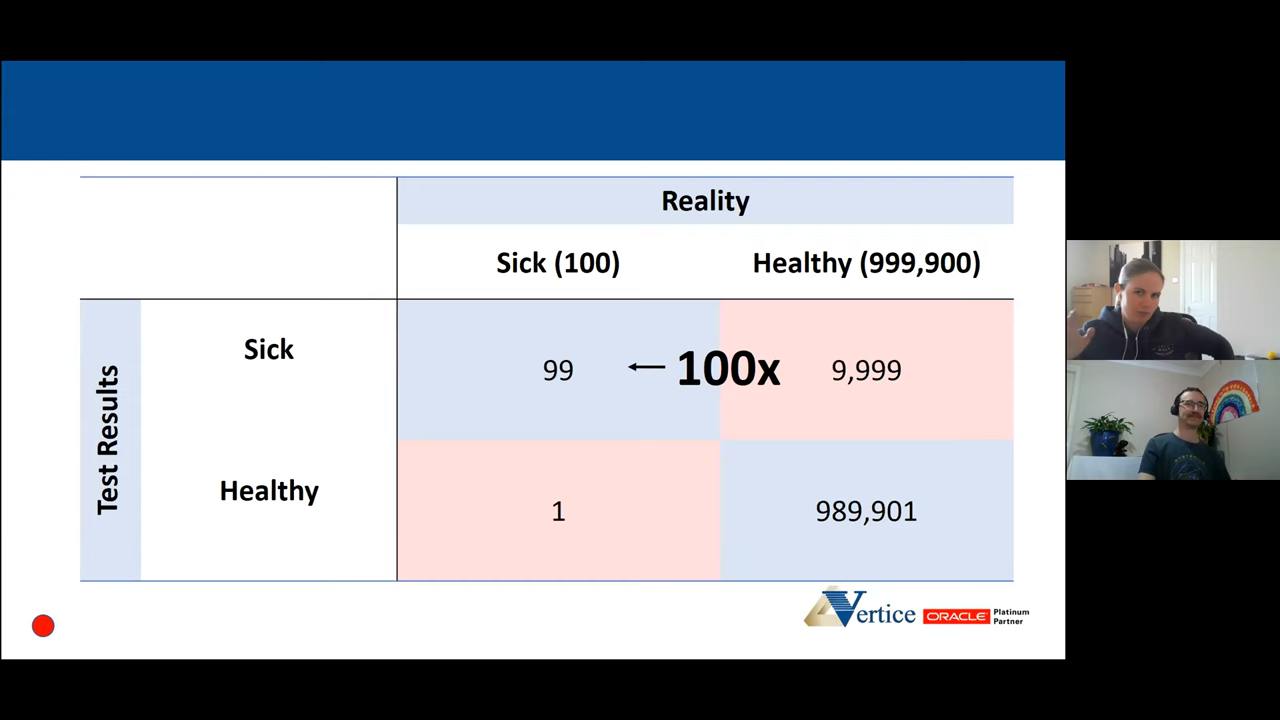 Reality
Sick (100) Healthy (999,900)
Test Results
Sick 99 ← 100x 9,999
Healthy 1 989,901
Vertice ORACLE Platinum
Partner